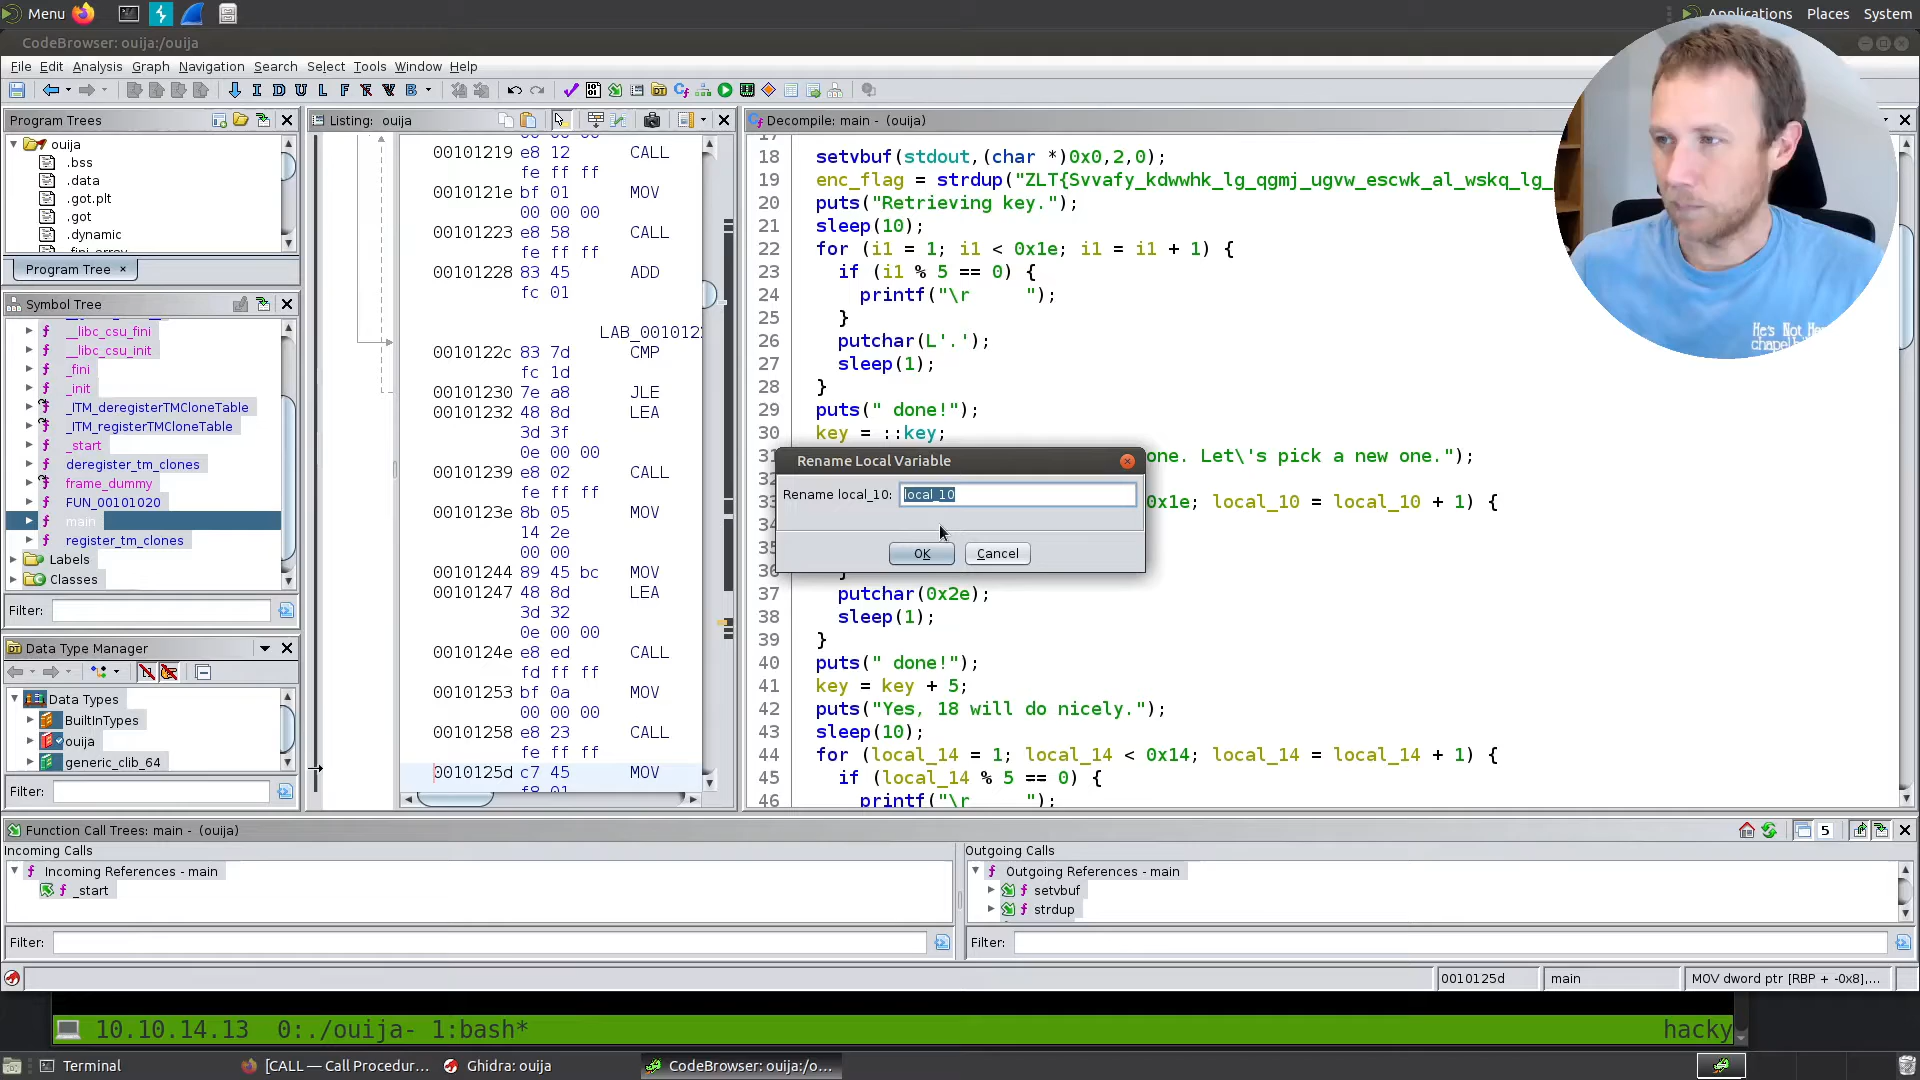 Menu
Applications Places System
CodeBrowser: ouija:/ouija
File Edit Analysis Graph Navigation Search Select Tools Window Help
I D U L F B
Program Trees
ouija
.bss
.data
.got.plt
.got
.dynamic
.fini_array
Program Tree ×
Symbol Tree
__libc_csu_fini
__libc_csu_init
_fini
_init
_ITM_deregisterTMCloneTable
_ITM_registerTMCloneTable
_start
deregister_tm_clones
frame_dummy
FUN_00101020
main
register_tm_clones
Labels
Classes
Filter:
Data Type Manager
Data Types
BuiltInTypes
ouija
generic_clib_64
Filter:
Listing: ouija
00101219 e8 12 CALL
fe ff ff
0010121e bf 01 MOV
00 00 00
00101223 e8 58 CALL
fe ff ff
00101228 83 45 ADD
fc 01
LAB_0010122
0010122c 83 7d CMP
fc 1d
00101230 7e a8 JLE
00101232 48 8d LEA
3d 3f
0e 00 00
00101239 e8 02 CALL
fe ff ff
0010123e 8b 05 MOV
14 2e
00 00
00101244 89 45 bc MOV
00101247 48 8d LEA
3d 32
0e 00 00
0010124e e8 ed CALL
fd ff ff
00101253 bf 0a MOV
00 00 00
00101258 e8 23 CALL
fe ff ff
0010125d c7 45 MOV
f8 01
Decompile: main - (ouija)
17
18 setvbuf(stdout,(char *)0x0,2,0);
19 enc_flag = strdup("ZLT{Svvafy_kdwwhk_lg_qgmj_ugvw_escwk_al_wskq_lg_
20 puts("Retrieving key.");
21 sleep(10);
22 for (i1 = 1; i1 < 0x1e; i1 = i1 + 1) {
23 if (i1 % 5 == 0) {
24 printf("\r     ");
25 }
26 putchar(L'.');
27 sleep(1);
28 }
29 puts(" done!");
30 key = ::key;
one. Let\'s pick a new one.");
0x1e; local_10 = local_10 + 1) {
36 }
37 putchar(0x2e);
38 sleep(1);
39 }
40 puts(" done!");
41 key = key + 5;
42 puts("Yes, 18 will do nicely.");
43 sleep(10);
44 for (local_14 = 1; local_14 < 0x14; local_14 = local_14 + 1) {
45 if (local_14 % 5 == 0) {
46 printf("\r     ");
Rename Local Variable
Rename local_10: local_10
OK Cancel
He's Not Here
Function Call Trees: main - (ouija)
5
Incoming Calls
Incoming References - main
_start
Filter:
Outgoing Calls
Outgoing References - main
setvbuf
strdup
Filter:
0010125d main MOV dword ptr [RBP + -0x8],...
10.10.14.13 0:./ouija- 1:bash*
hacky
Terminal
[CALL — Call Procedur...
Ghidra: ouija
CodeBrowser: ouija:/o...